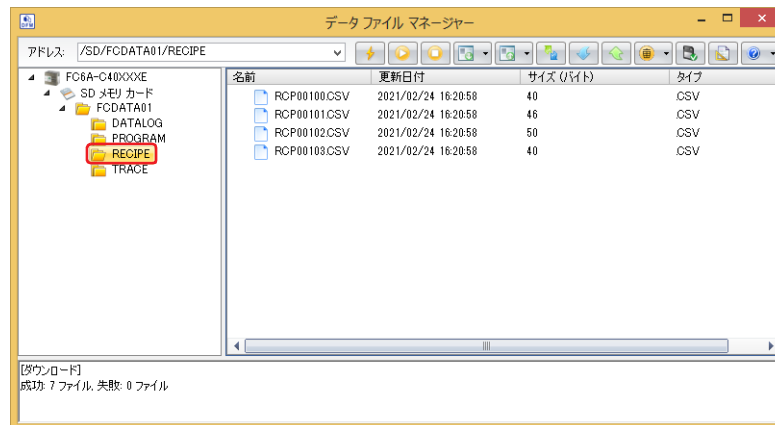 データ ファイル マネージャー
アドレス: /SD/FCDATA01/RECIPE
FC6A-C40XXXE
SD メモリ カード
FCDATA01
DATALOG
PROGRAM
RECIPE
TRACE
名前 更新日付 サイズ (バイト) タイプ
RCP00100.CSV 2021/02/24 16:20:58 40 .CSV
RCP00101.CSV 2021/02/24 16:20:58 46 .CSV
RCP00102.CSV 2021/02/24 16:20:58 50 .CSV
RCP00103.CSV 2021/02/24 16:20:58 40 .CSV
[ダウンロード]
成功: 7 ファイル, 失敗: 0 ファイル